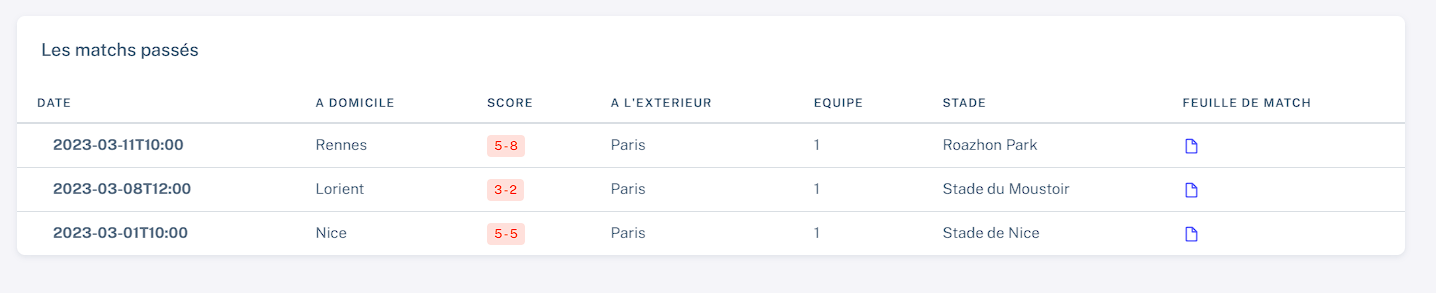 Les matchs passés
DATE A DOMICILE SCORE A L'EXTERIEUR EQUIPE STADE FEUILLE DE MATCH
2023-03-11T10:00 Rennes 5-8 Paris 1 Roazhon Park
2023-03-08T12:00 Lorient 3-2 Paris 1 Stade du Moustoir
2023-03-01T10:00 Nice 5-5 Paris 1 Stade de Nice